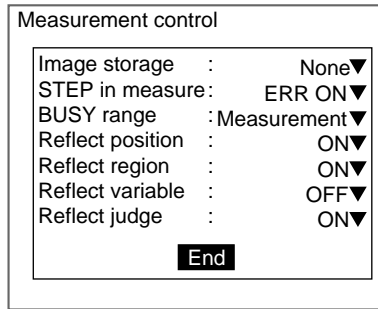 Measurement control
Image storage : None▼
STEP in measure : ERR ON▼
BUSY range : Measurement▼
Reflect position : ON▼
Reflect region : ON▼
Reflect variable : OFF▼
Reflect judge : ON▼
End